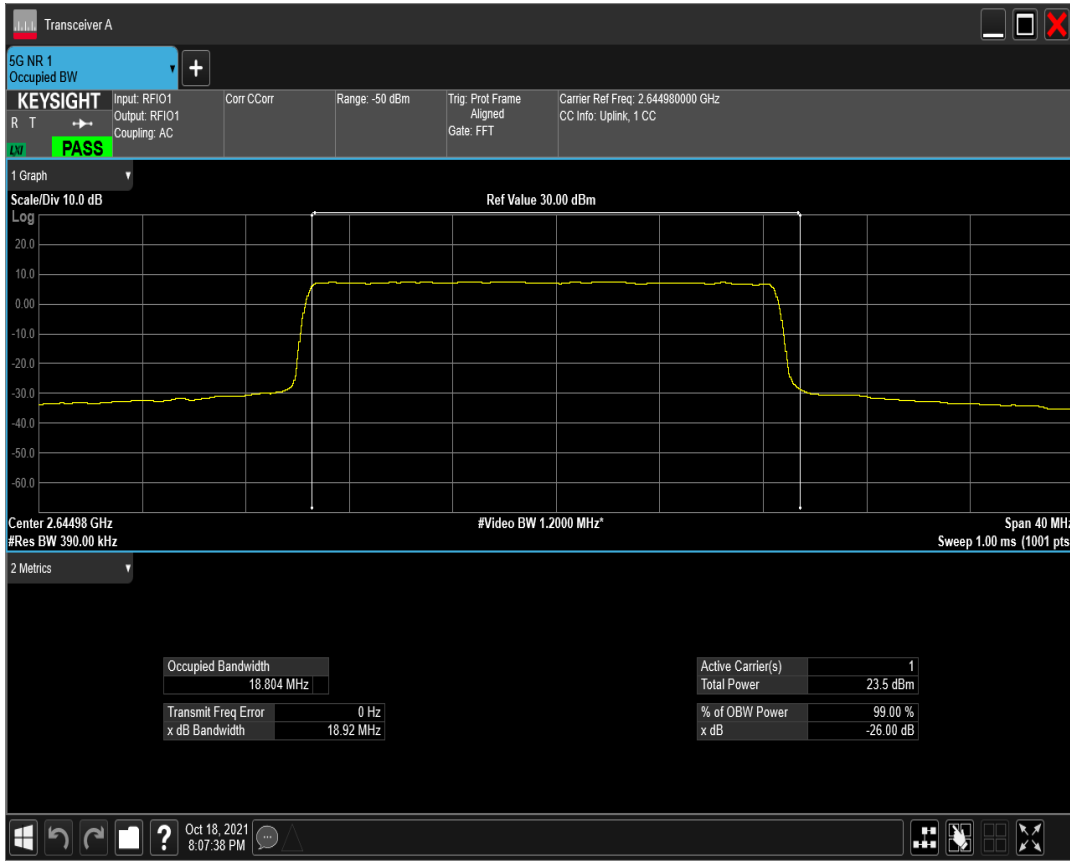 Transceiver A
5G NR 1
Occupied BW
KEYSIGHT
R T
LXI
PASS
Input: RFIO1
Output: RFIO1
Coupling: AC
Corr CCorr
Range: -50 dBm
Trig: Prot Frame
Aligned
Gate: FFT
Carrier Ref Freq: 2.644980000 GHz
CC Info: Uplink, 1 CC
1 Graph
Scale/Div 10.0 dB
Ref Value 30.00 dBm
Log
20.0
10.0
0.00
-10.0
-20.0
-30.0
-40.0
-50.0
-60.0
Center 2.64498 GHz
#Video BW 1.2000 MHz*
Span 40 MHz
#Res BW 390.00 kHz
Sweep 1.00 ms (1001 pts
2 Metrics
Occupied Bandwidth
18.804 MHz
Transmit Freq Error 0 Hz
x dB Bandwidth 18.92 MHz
Active Carrier(s) 1
Total Power 23.5 dBm
% of OBW Power 99.00 %
x dB -26.00 dB
Oct 18, 2021
8:07:38 PM